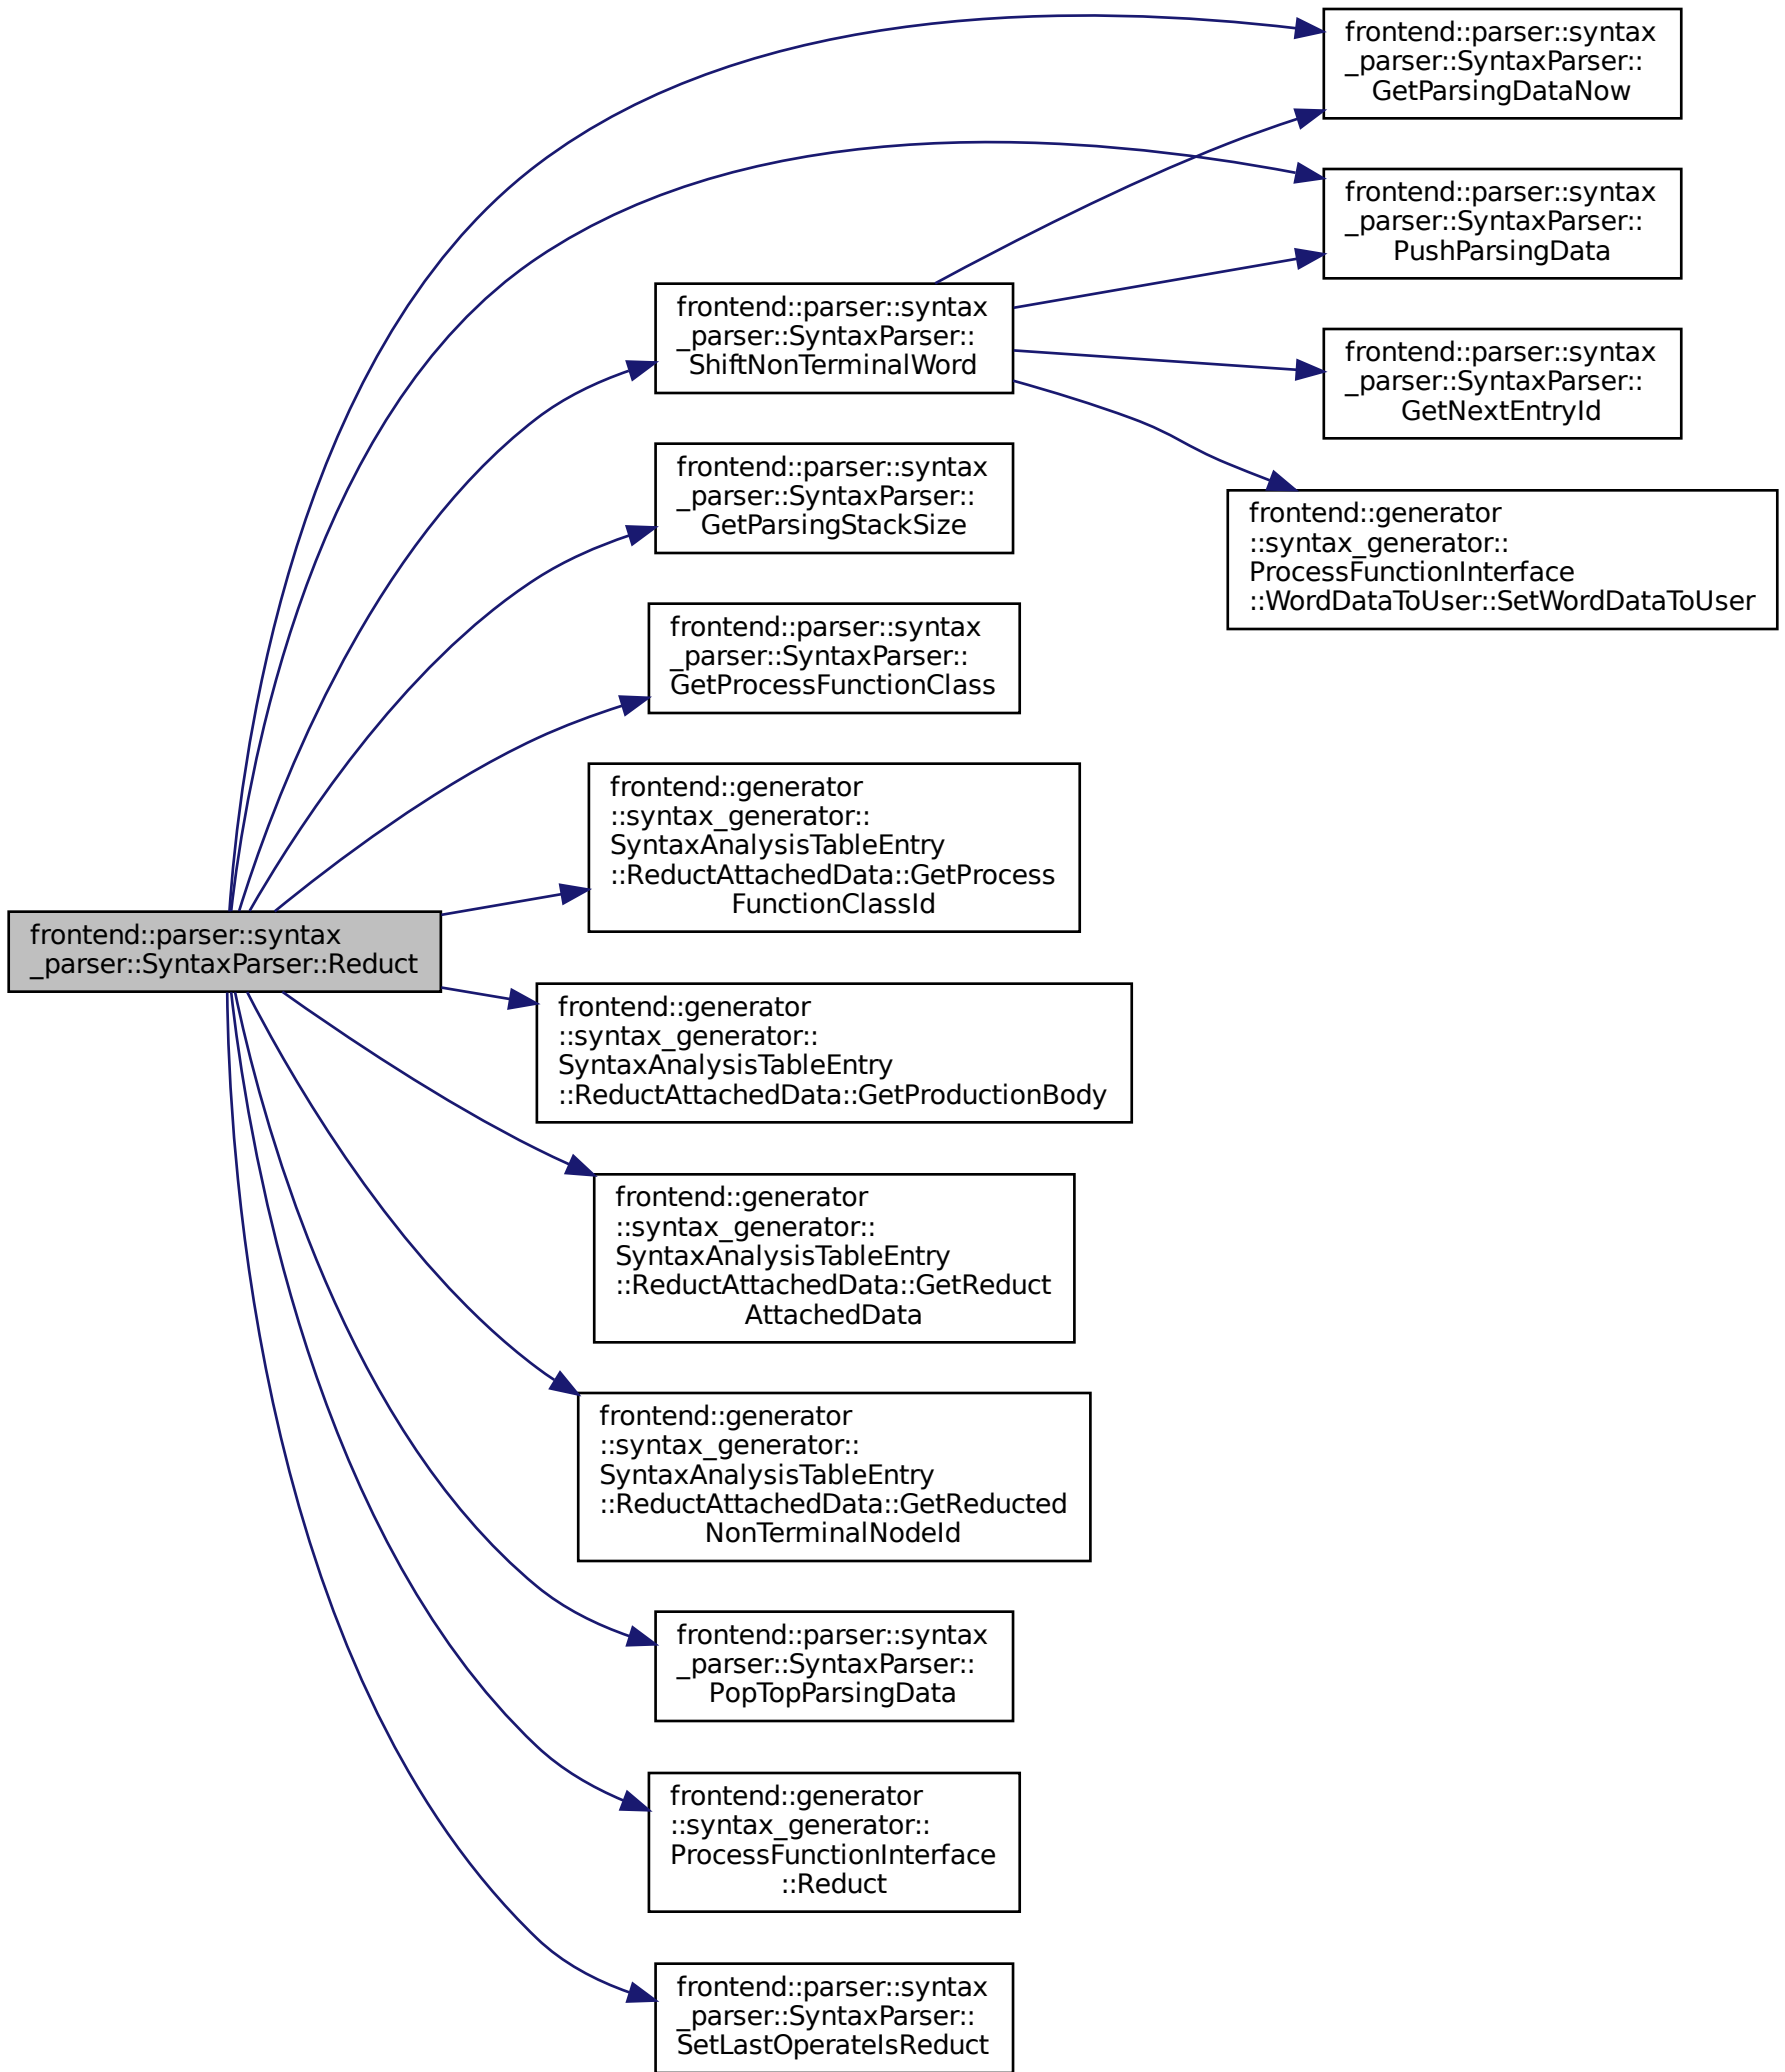 frontend::parser::syntax
_parser::SyntaxParser::
GetParsingDataNow
frontend::parser::syntax
_parser::SyntaxParser::
PushParsingData
frontend::parser::syntax
_parser::SyntaxParser::
ShiftNonTerminalWord
frontend::parser::syntax
_parser::SyntaxParser::
GetNextEntryId
frontend::parser::syntax
_parser::SyntaxParser::
GetParsingStackSize
frontend::generator
::syntax_generator::
ProcessFunctionInterface
::WordDataToUser::SetWordDataToUser
frontend::parser::syntax
_parser::SyntaxParser::
GetProcessFunctionClass
frontend::generator
::syntax_generator::
SyntaxAnalysisTableEntry
::ReductAttachedData::GetProcess
FunctionClassId
frontend::parser::syntax
_parser::SyntaxParser::Reduct
frontend::generator
::syntax_generator::
SyntaxAnalysisTableEntry
::ReductAttachedData::GetProductionBody
frontend::generator
::syntax_generator::
SyntaxAnalysisTableEntry
::ReductAttachedData::GetReduct
AttachedData
frontend::generator
::syntax_generator::
SyntaxAnalysisTableEntry
::ReductAttachedData::GetReducted
NonTerminalNodeId
frontend::parser::syntax
_parser::SyntaxParser::
PopTopParsingData
frontend::generator
::syntax_generator::
ProcessFunctionInterface
::Reduct
frontend::parser::syntax
_parser::SyntaxParser::
SetLastOperateIsReduct